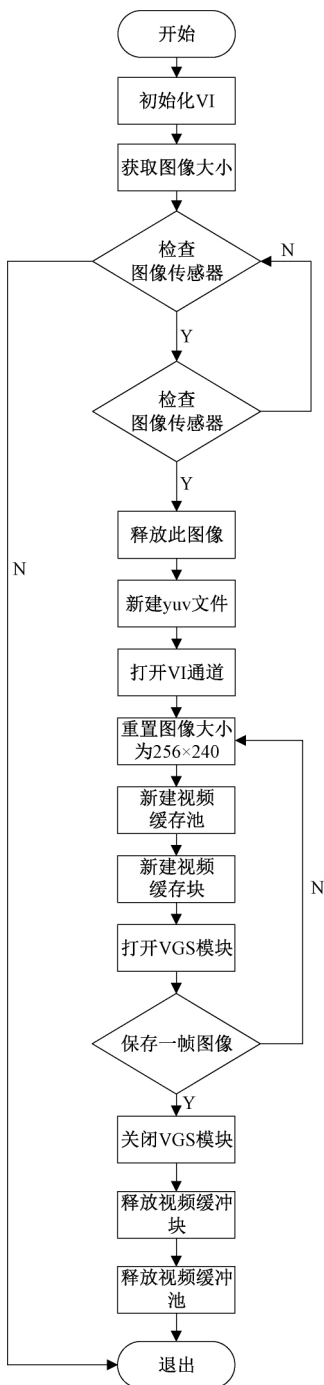 开始
初始化VI
获取图像大小
检查
图像传感器
N
Y
检查
图像传感器
Y
释放此图像
N
新建yuv文件
打开VI通道
重置图像大小
为256×240
新建视频
缓存池
新建视频
缓存块
N
打开VGS模块
保存一帧图像
Y
关闭VGS模块
释放视频缓冲
块
释放视频缓冲
池
退出